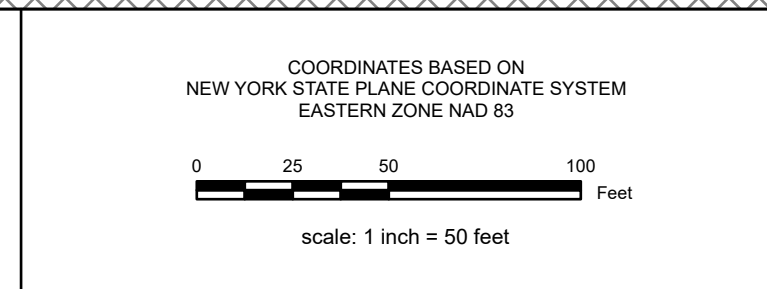 COORDINATES BASED ON
NEW YORK STATE PLANE COORDINATE SYSTEM
EASTERN ZONE NAD 83
0 25 50 100
Feet
scale: 1 inch = 50 feet